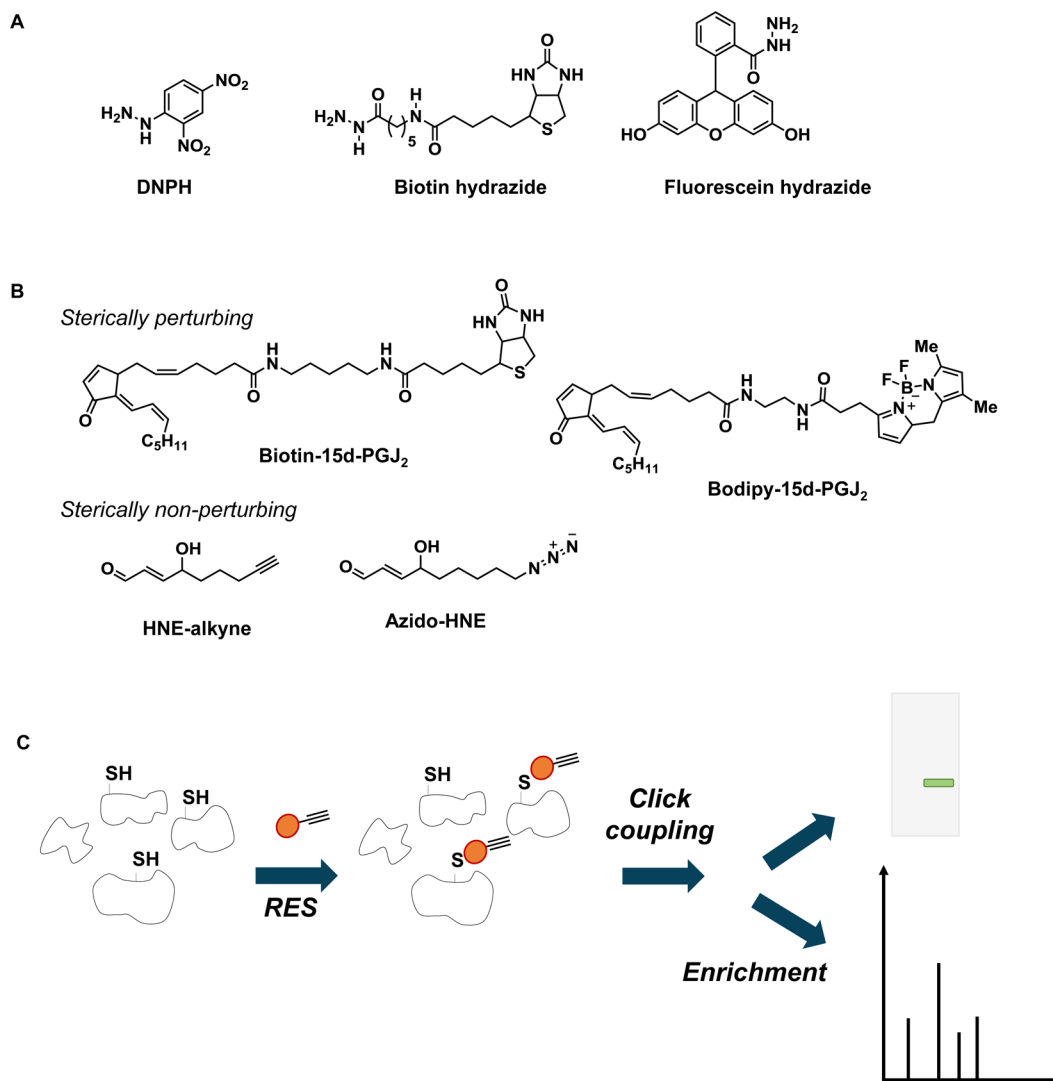 A
H₂N
N
H
NO₂
NO₂
DNPH
H₂N
N
H
N
H
O
5
H
N
O
O
HN
NH
S
Biotin hydrazide
NH₂
NH
O
HO
O
OH
Fluorescein hydrazide
B
Sterically perturbing
O
C₅H₁₁
O
H
N
H
N
O
O
HN
NH
S
Biotin-15d-PGJ₂
O
C₅H₁₁
O
H
N
N
H
O
F
F
B
−
N
N
+
Me
Me
Bodipy-15d-PGJ₂
Sterically non-perturbing
O
OH
HNE-alkyne
O
OH
N
+
N
−
N
Azido-HNE
C
SH
SH
SH
RES
SH
S
S
Click
coupling
Enrichment